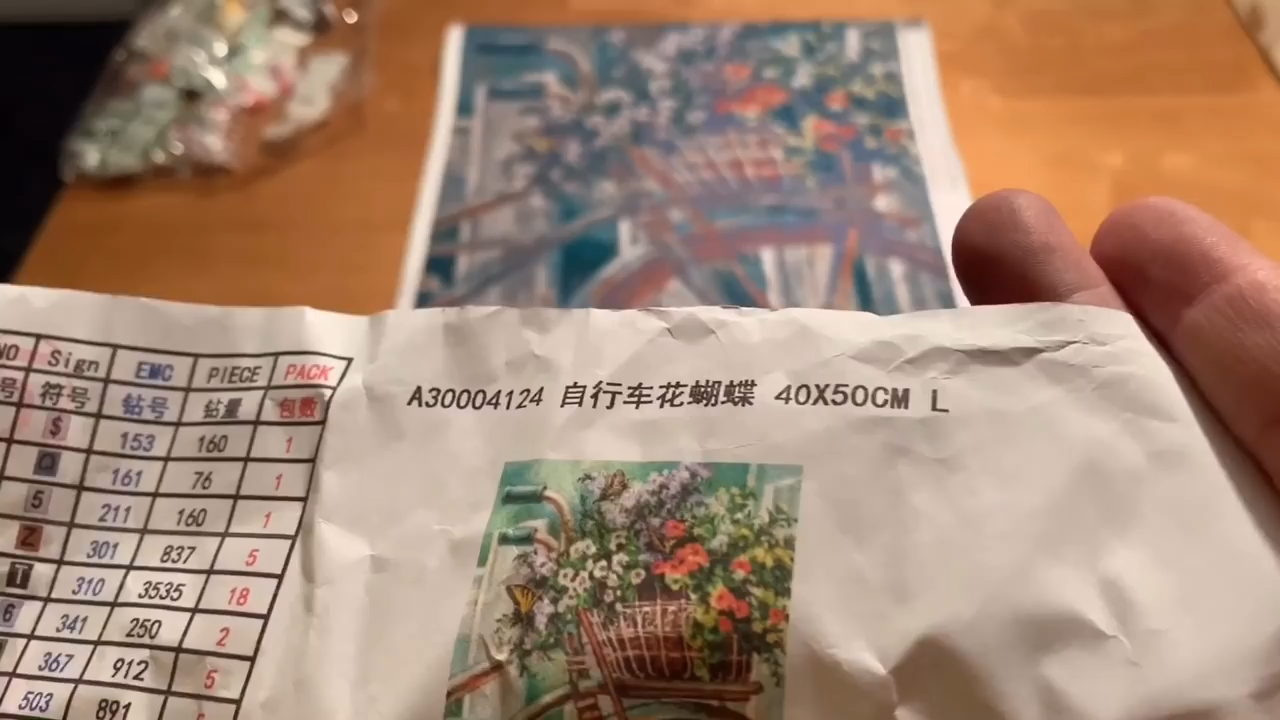 NO Sign EMC PIECE PACK
号 符号 钻号 钻量 包数
$ 153 160 1
161 76 1
5 211 160 1
Z 301 837 5
T 310 3535 18
6 341 250 2
367 912 5
503 891
A30004124 自行车花蝴蝶 40X50CM L